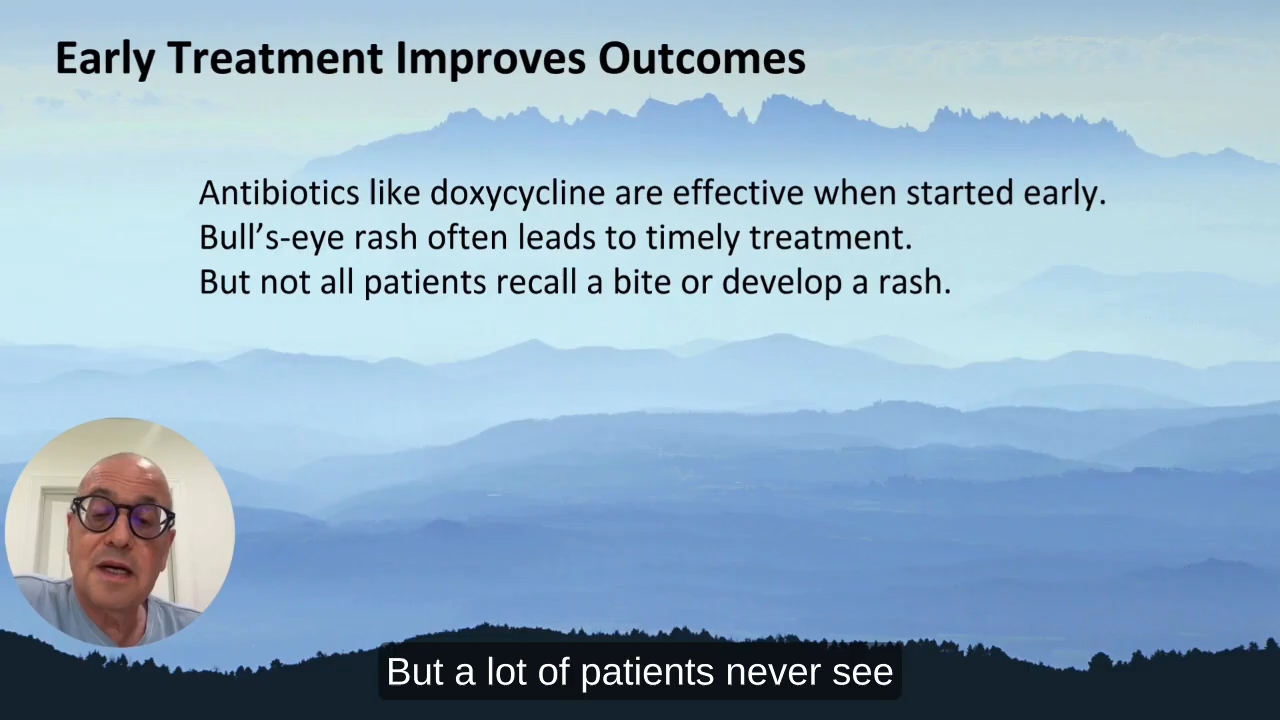 Early Treatment Improves Outcomes
Antibiotics like doxycycline are effective when started early.
Bull’s-eye rash often leads to timely treatment.
But not all patients recall a bite or develop a rash.
But a lot of patients never see